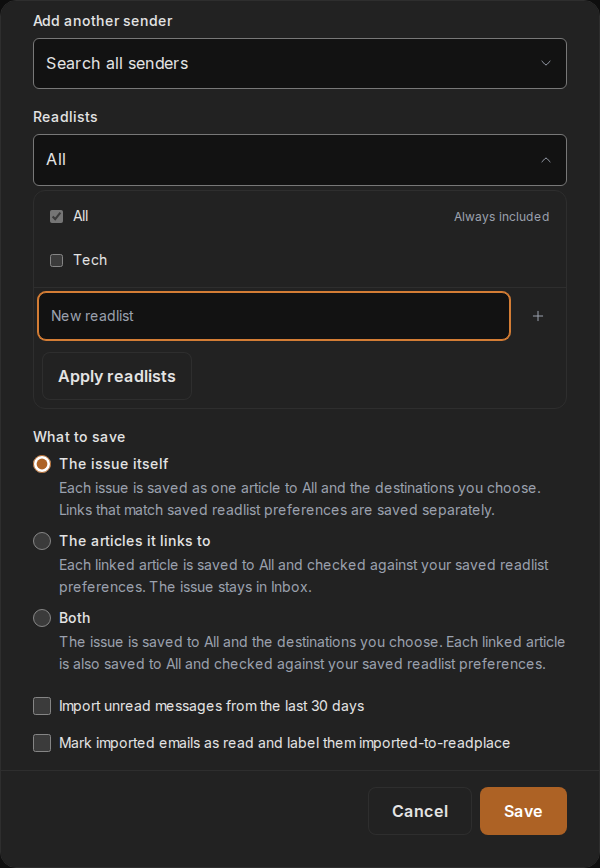 Add another sender
Search all senders
Readlists
All
All
Always included
Tech
New readlist
Apply readlists
What to save
The issue itself
Each issue is saved as one article to All and the destinations you choose.
Links that match saved readlist preferences are saved separately.
The articles it links to
Each linked article is saved to All and checked against your saved readlist
preferences. The issue stays in Inbox.
Both
The issue is saved to All and the destinations you choose. Each linked article
is also saved to All and checked against your saved readlist preferences.
Import unread messages from the last 30 days
Mark imported emails as read and label them imported-to-readplace
Cancel
Save